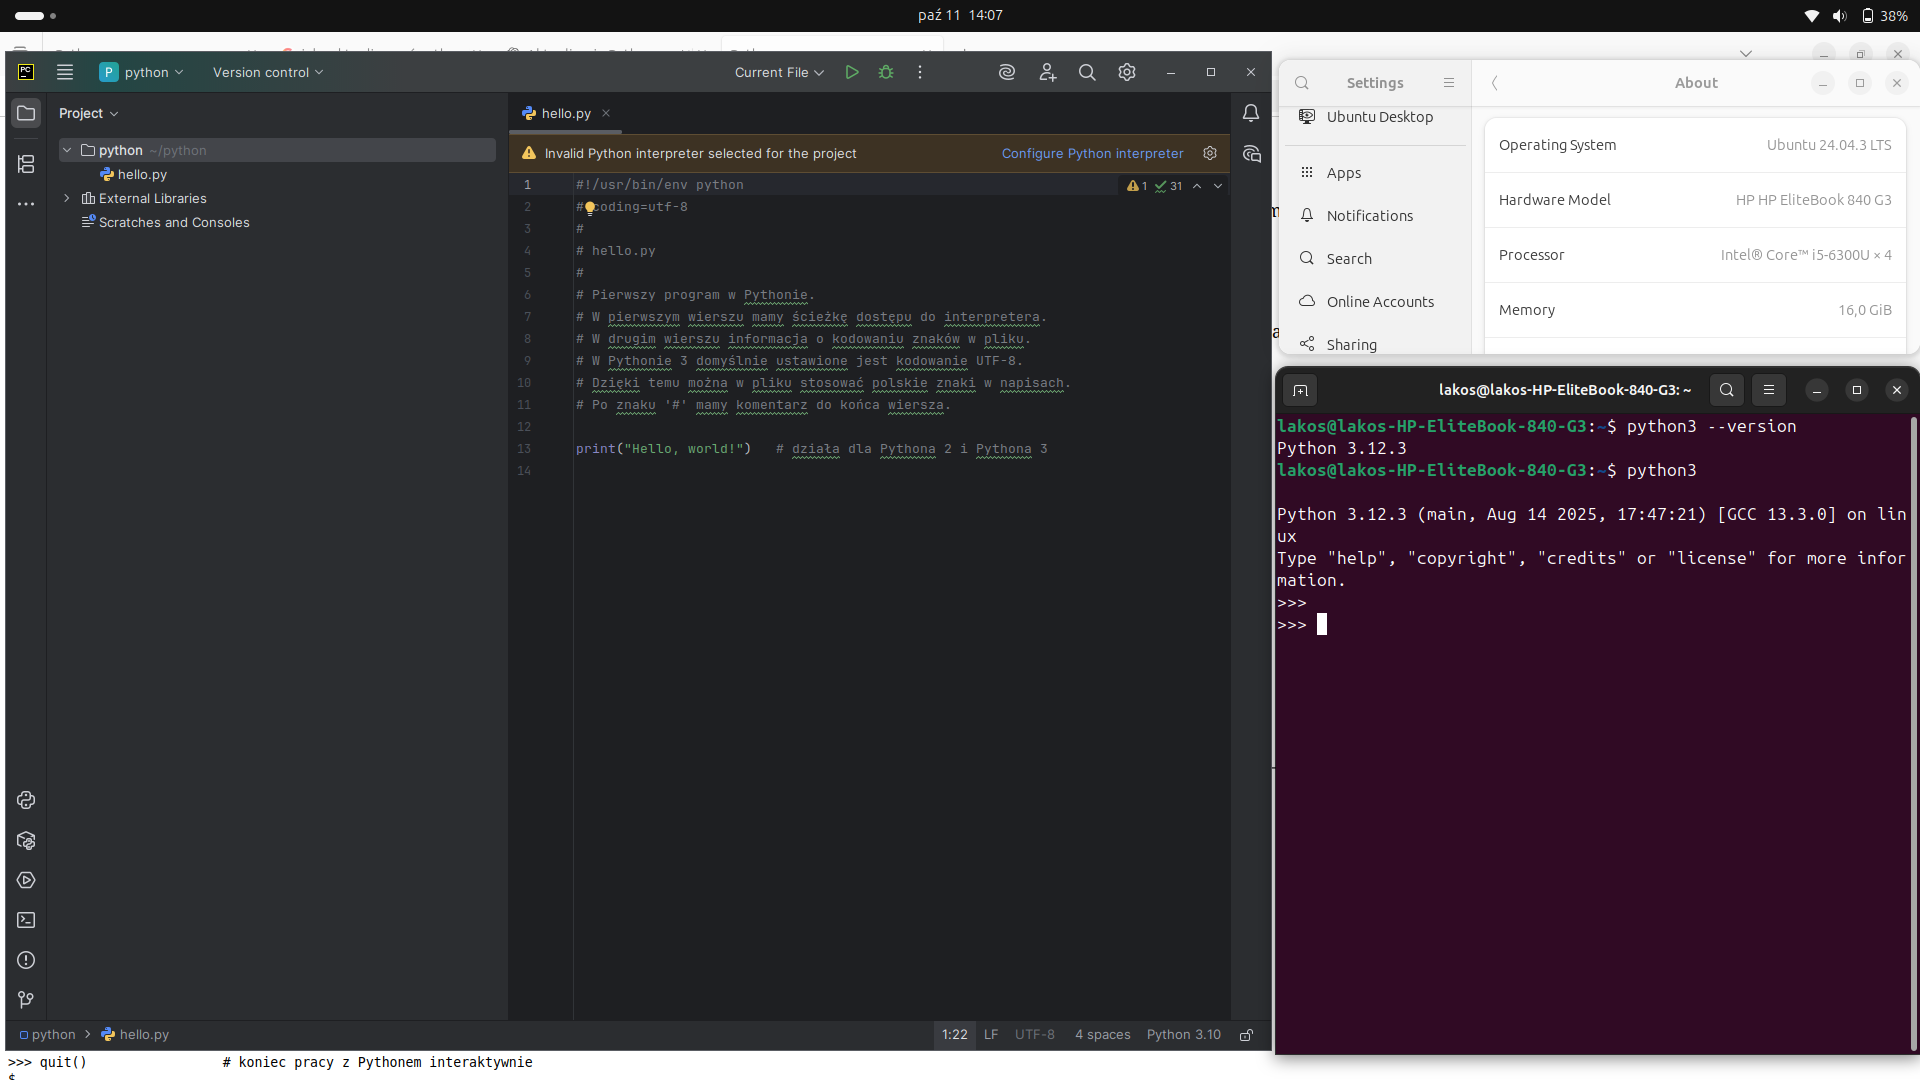 paź 11 14:07
38%
PC
P python
Version control
Current File
Project
hello.py
python ~/python
hello.py
External Libraries
Scratches and Consoles
Invalid Python interpreter selected for the project
Configure Python interpreter
1 31
1 #!/usr/bin/env python
2 # coding=utf-8
3 #
4 # hello.py
5 #
6 # Pierwszy program w Pythonie.
7 # W pierwszym wierszu mamy ścieżkę dostępu do interpretera.
8 # W drugim wierszu informacja o kodowaniu znaków w pliku.
9 # W Pythonie 3 domyślnie ustawione jest kodowanie UTF-8.
10 # Dzięki temu można w pliku stosować polskie znaki w napisach.
11 # Po znaku '#' mamy komentarz do końca wiersza.
12
13 print("Hello, world!") # działa dla Pythona 2 i Pythona 3
14
python > hello.py
1:22 LF UTF-8 4 spaces Python 3.10
>>> quit() # koniec pracy z Pythonem interaktywnie
$
Settings
Ubuntu Desktop
Apps
Notifications
Search
Online Accounts
Sharing
About
Operating System Ubuntu 24.04.3 LTS
Hardware Model HP HP EliteBook 840 G3
Processor Intel® Core™ i5-6300U × 4
Memory 16,0 GiB
lakos@lakos-HP-EliteBook-840-G3: ~
lakos@lakos-HP-EliteBook-840-G3:~$ python3 --version
Python 3.12.3
lakos@lakos-HP-EliteBook-840-G3:~$ python3
Python 3.12.3 (main, Aug 14 2025, 17:47:21) [GCC 13.3.0] on lin
ux
Type "help", "copyright", "credits" or "license" for more infor
mation.
>>>
>>>